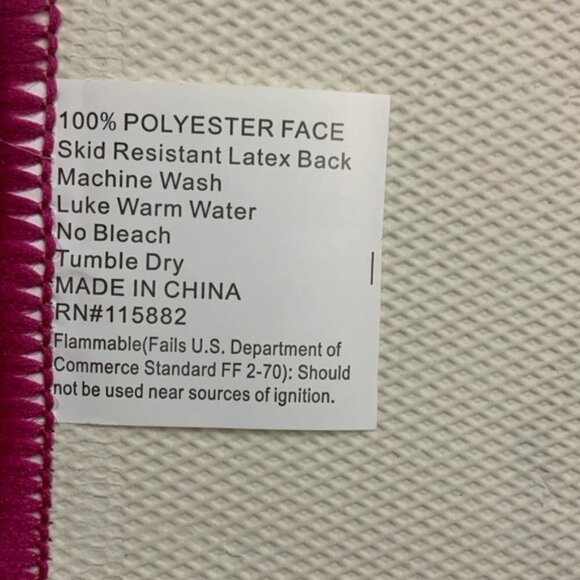 100% POLYESTER FACE
Skid Resistant Latex Back
Machine Wash
Luke Warm Water
No Bleach
Tumble Dry
MADE IN CHINA
RN#115882
Flammable(Fails U.S. Department of
Commerce Standard FF 2-70): Should
not be used near sources of ignition.